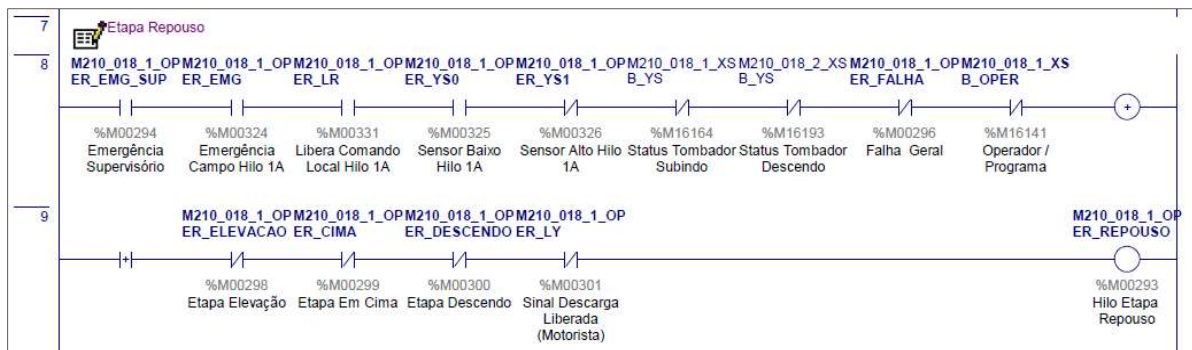 7
Etapa Repouso
8
M210_018_1_OP M210_018_1_OP M210_018_1_OP M210_018_1_OP M210_018_1_OP M210_018_1_XS M210_018_2_XS M210_018_1_OP M210_018_1_XS
ER_EMG_SUP ER_EMG ER_LR ER_YS0 ER_YS1 B_YS B_YS ER_FALHA B_OPER
%M00294 %M00324 %M00331 %M00325 %M00326 %M16164 %M16193 %M00296 %M16141
Emergência Emergência Libera Comando Sensor Baixo Sensor Alto Hilo Status Tombador Status Tombador Falha Geral Operador /
Supervisório Campo Hilo 1A Local Hilo 1A Hilo 1A 1A Subindo Descendo Programa
9
M210_018_1_OP M210_018_1_OP M210_018_1_OP M210_018_1_OP M210_018_1_OP
ER_ELEVACAO ER_CIMA ER_DESCENDO ER_LY ER_REPOUSO
%M00298 %M00299 %M00300 %M00301 %M00293
Etapa Elevação Etapa Em Cima Etapa Descendo Sinal Descarga Hilo Etapa
Liberada Repouso
(Motorista)